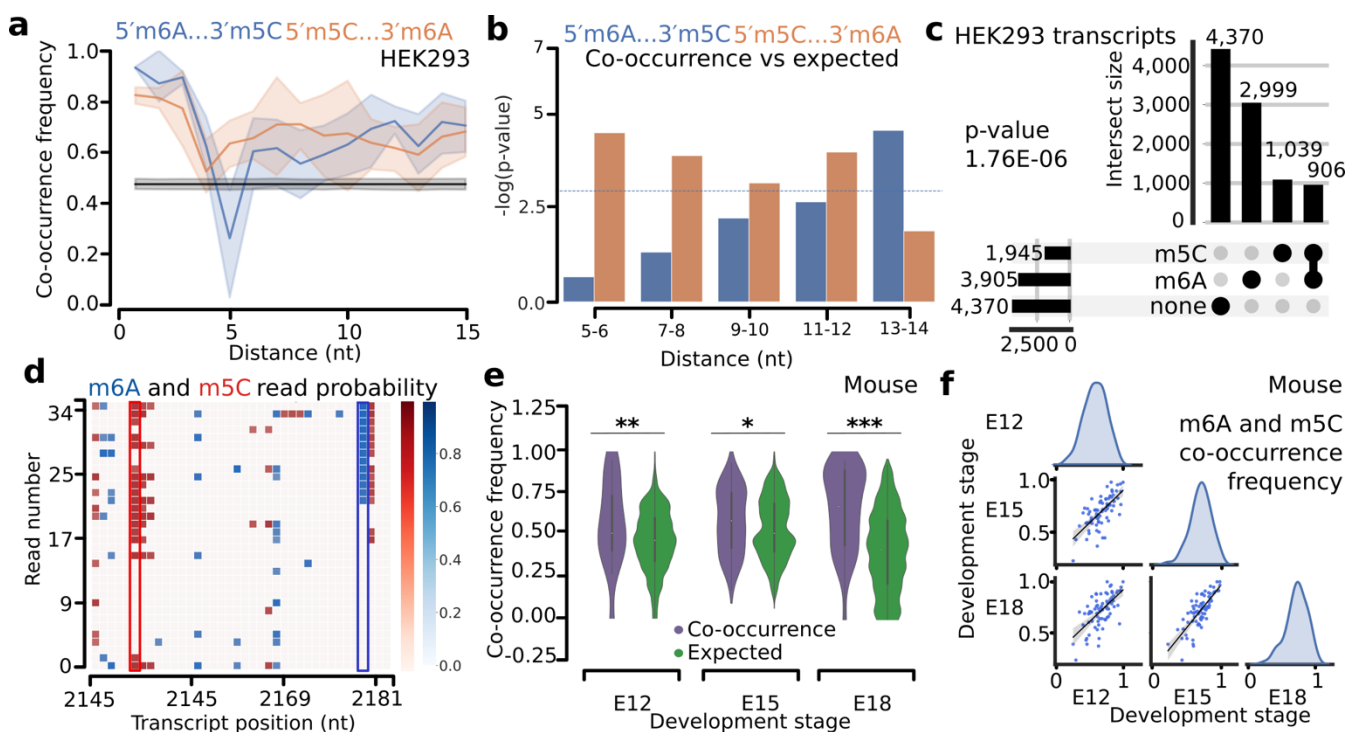 a
5′m6A...3′m5C 5′m5C...3′m6A
HEK293
Co-occurrence frequency
1.0
0.8
0.6
0.4
0.2
0.0
0 5 10 15
Distance (nt)
b
5′m6A...3′m5C 5′m5C...3′m6A
Co-occurrence vs expected
-log(p-value)
7
5
2.5
0.0
5-6 7-8 9-10 11-12 13-14
Distance (nt)
c
HEK293 transcripts
p-value
1.76E-06
Intersect size
4,000
3,000
2,000
1,000
0
4,370
2,999
1,039
906
1,945 m5C
3,905 m6A
4,370 none
2,500 0
d
m6A and m5C read probability
Read number
34
25
17
9
0
2145 2145 2169 2181
Transcript position (nt)
0.8
0.6
0.4
0.2
0.0
e
Mouse
Co-occurrence frequency
1.25
1.00
0.75
0.50
0.25
0.00
-0.25
** * ***
Co-occurrence
Expected
E12 E15 E18
Development stage
f
Mouse
m6A and m5C
co-occurrence
frequency
Development stage
E12
E15
1.0
0.5
E18
1.0
0.5
0 1 0 1 0 1
E12 E15 E18
Development stage